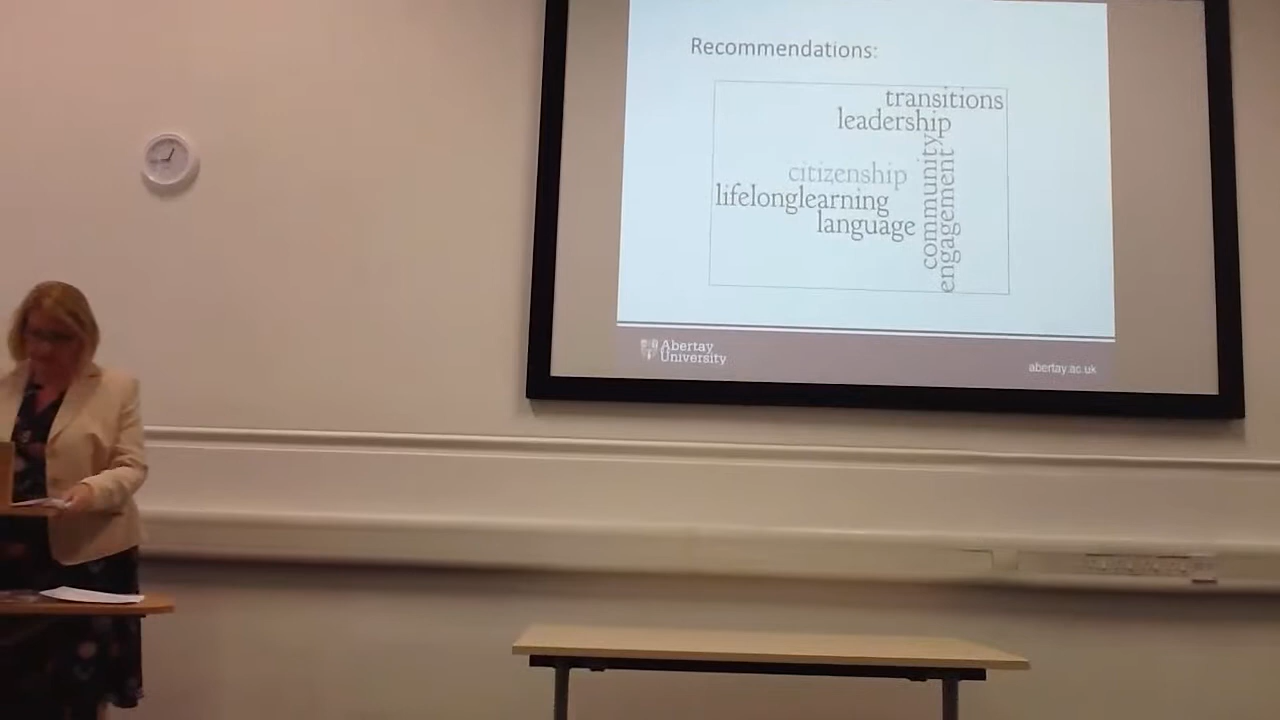 Recommendations:
transitions
leadership
community
engagement
citizenship
lifelonglearning
language
Abertay
University
abertay.ac.uk